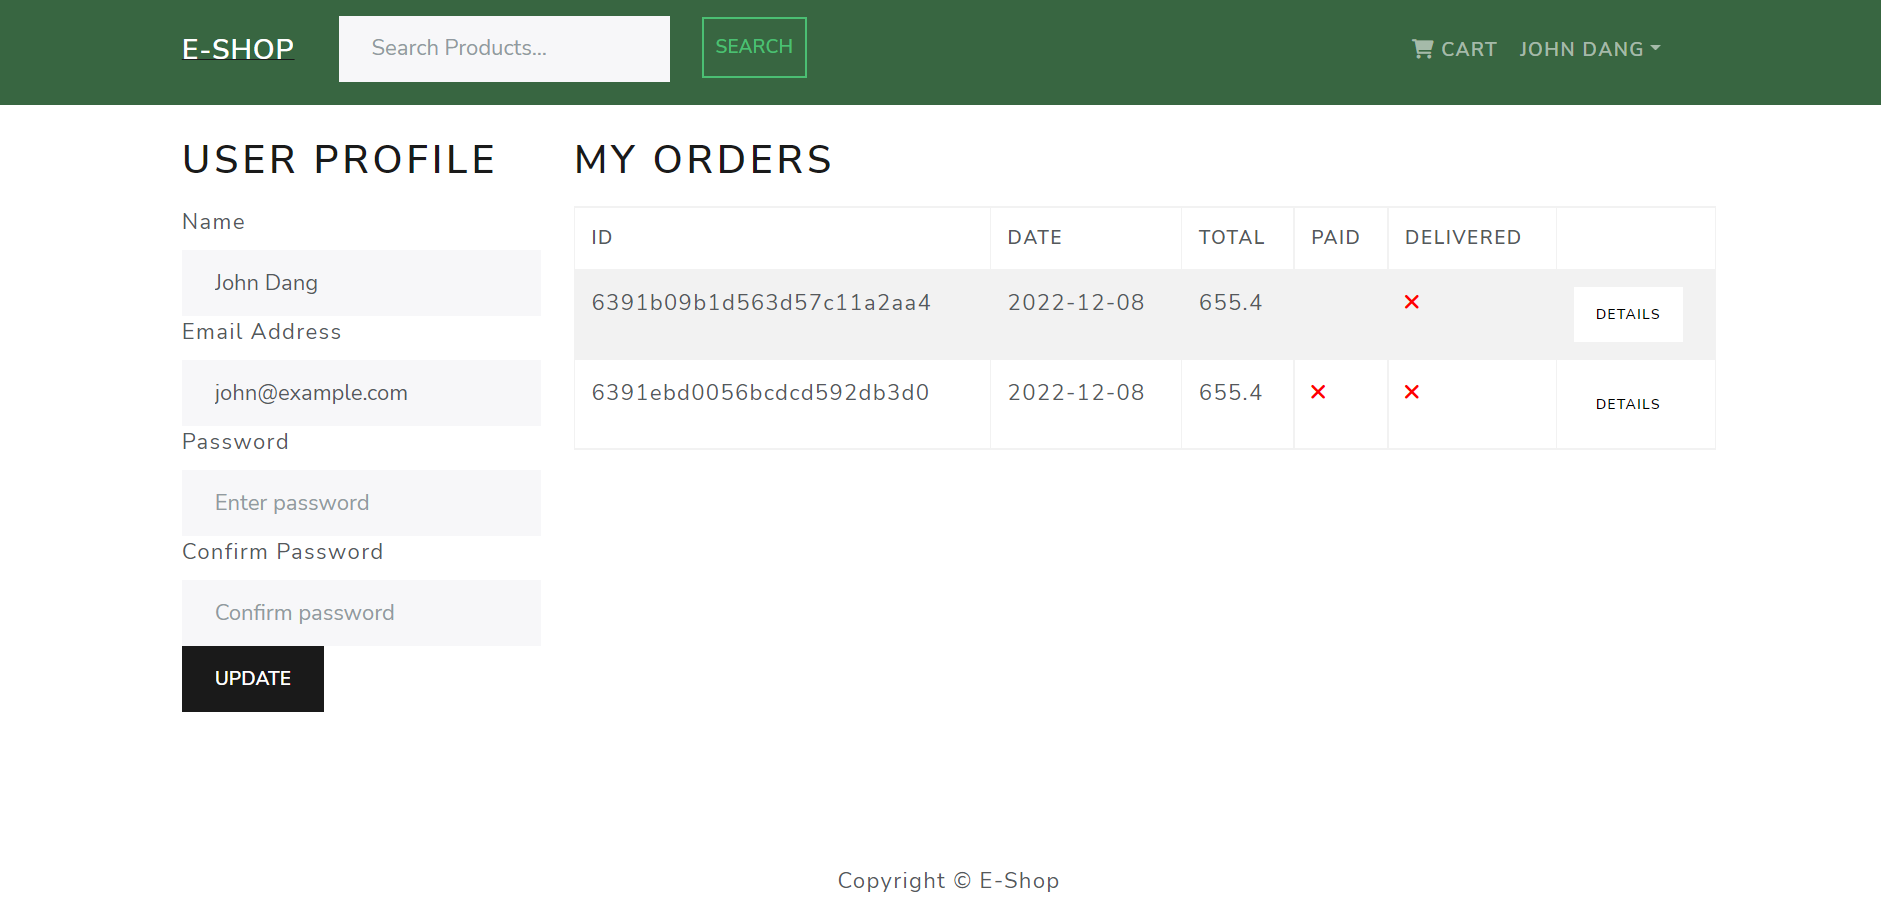 E-SHOP
Search Products...
SEARCH
CART
JOHN DANG
USER PROFILE
Name
John Dang
Email Address
john@example.com
Password
Enter password
Confirm Password
Confirm password
UPDATE
MY ORDERS
ID DATE TOTAL PAID DELIVERED
6391b09b1d563d57c11a2aa4 2022-12-08 655.4 DETAILS
6391ebd0056bcdcd592db3d0 2022-12-08 655.4 DETAILS
Copyright © E-Shop